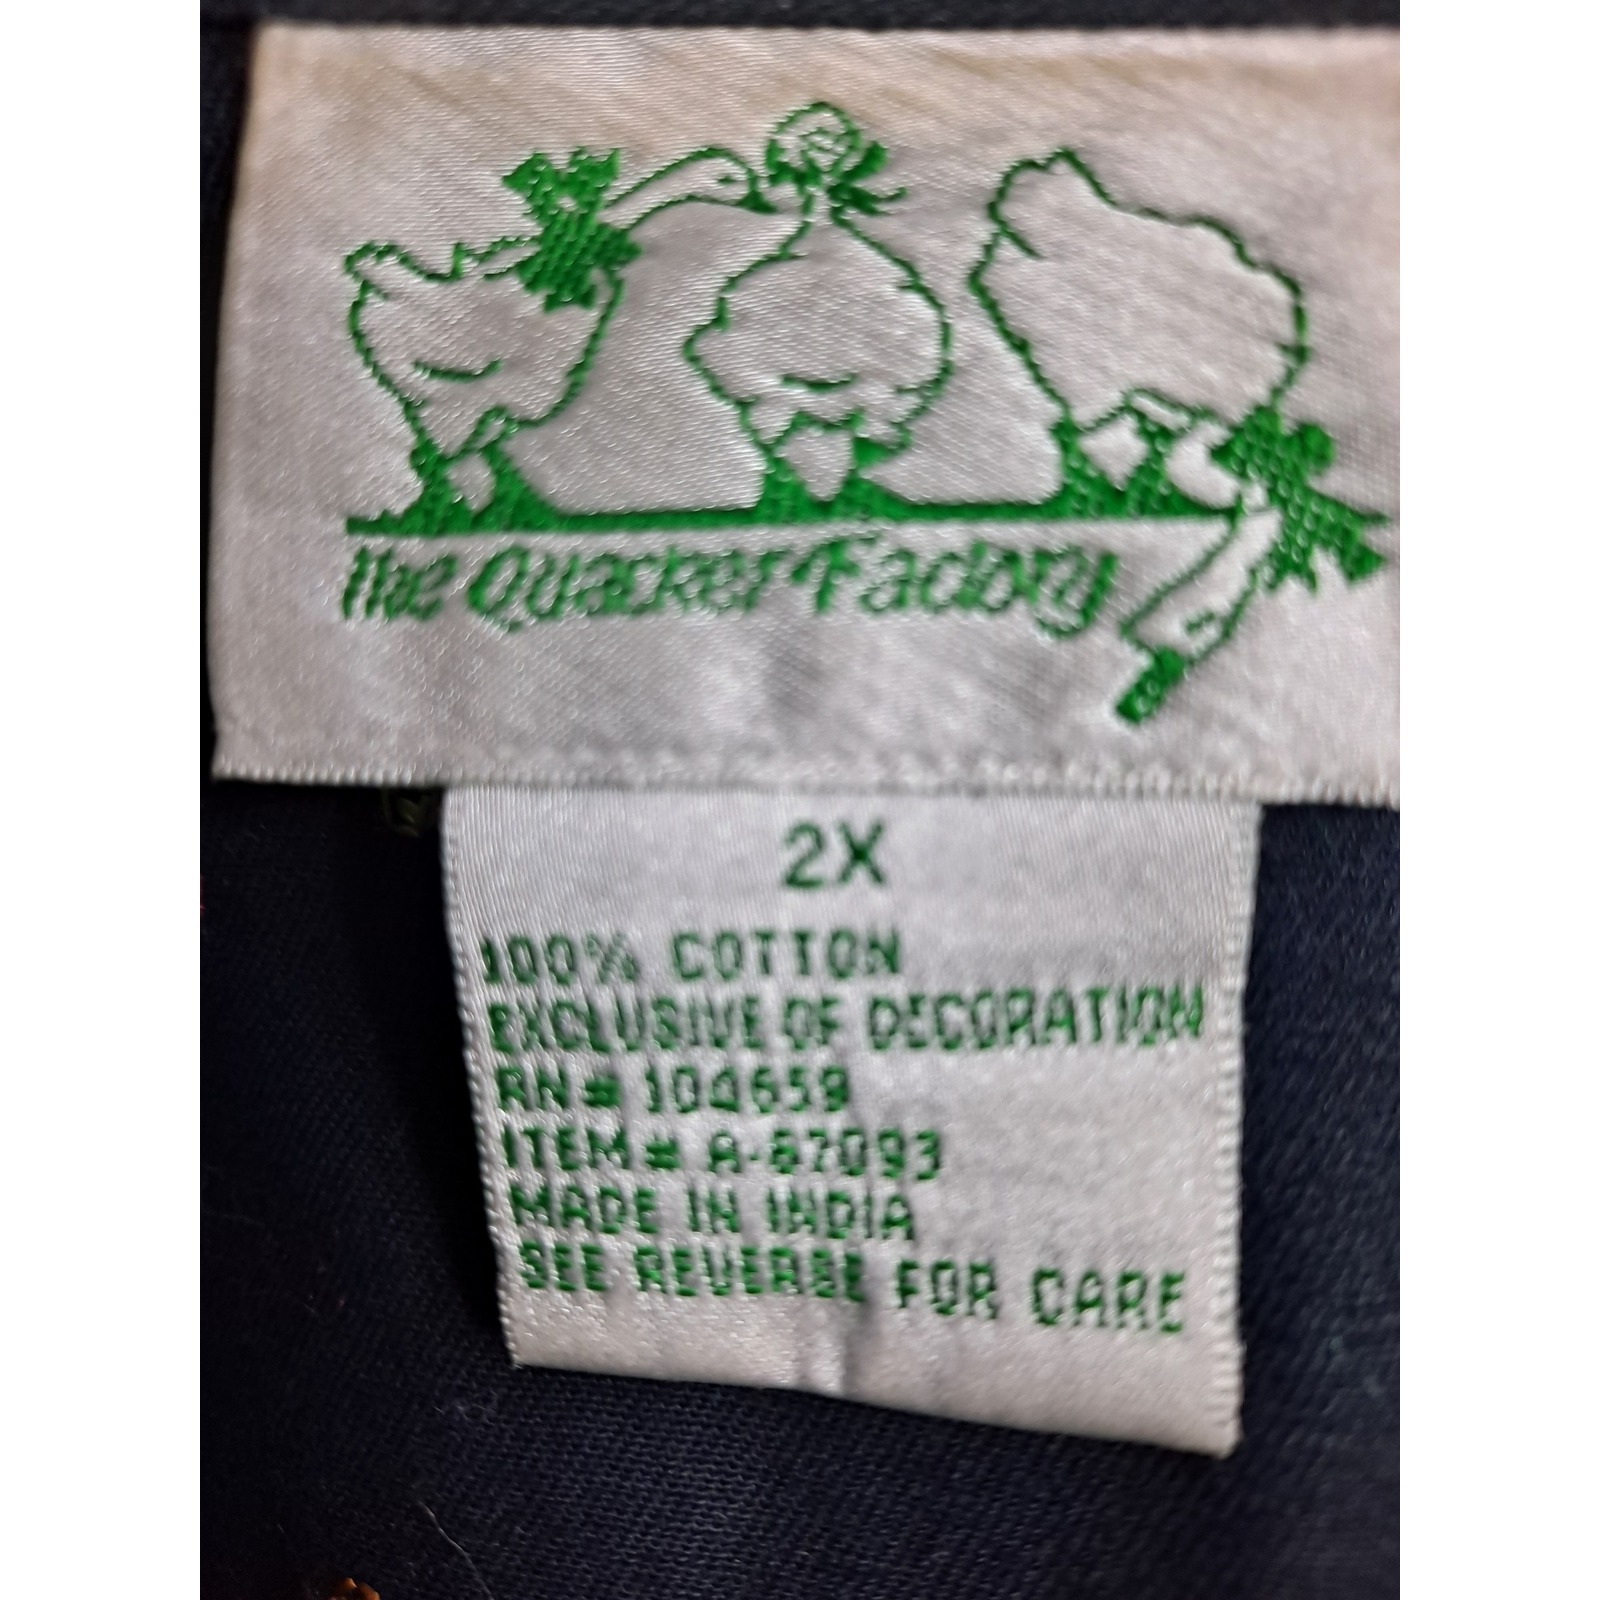 The Quacker Factory
2X
100% COTTON
EXCLUSIVE OF DECORATION
RN# 104659
ITEM# A-67093
MADE IN INDIA
SEE REVERSE FOR CARE